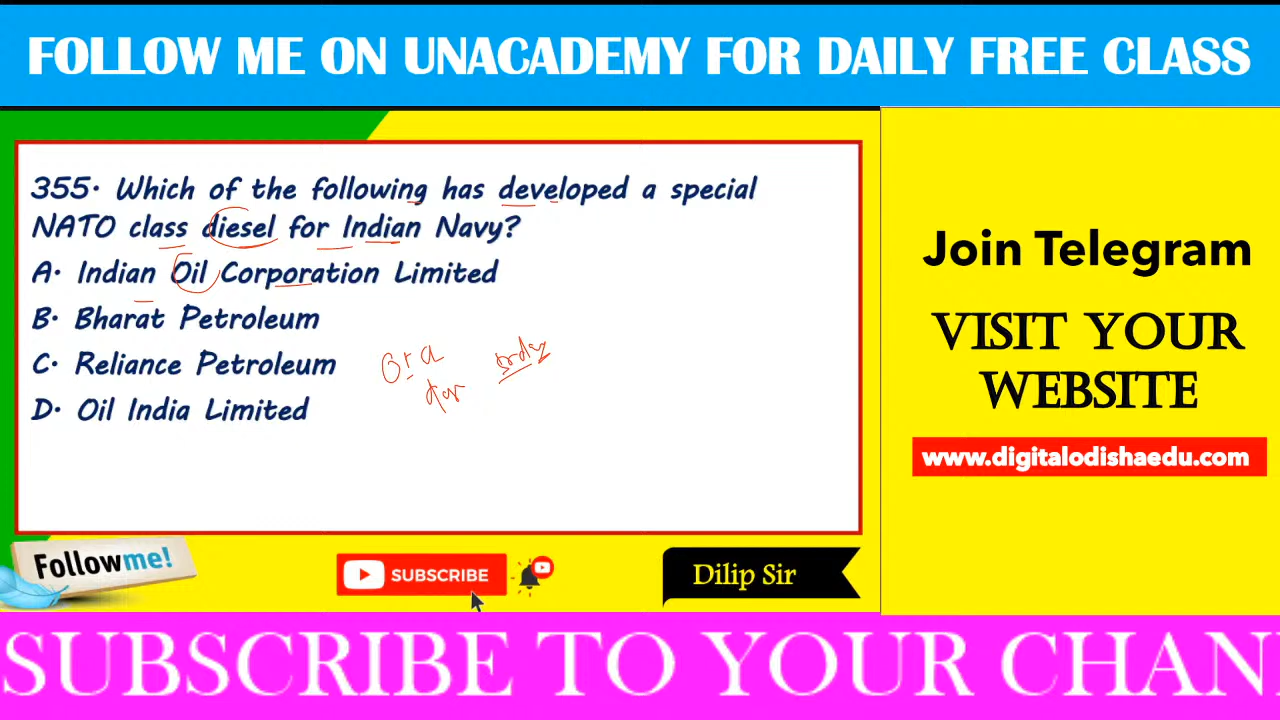 FOLLOW ME ON UNACADEMY FOR DAILY FREE CLASS
355. Which of the following has developed a special
NATO class diesel for Indian Navy?
A. Indian Oil Corporation Limited
B. Bharat Petroleum
C. Reliance Petroleum
D. Oil India Limited
Join Telegram
VISIT YOUR
WEBSITE
www.digitalodishaedu.com
Followme!
SUBSCRIBE
Dilip Sir
SUBSCRIBE TO YOUR CHAN